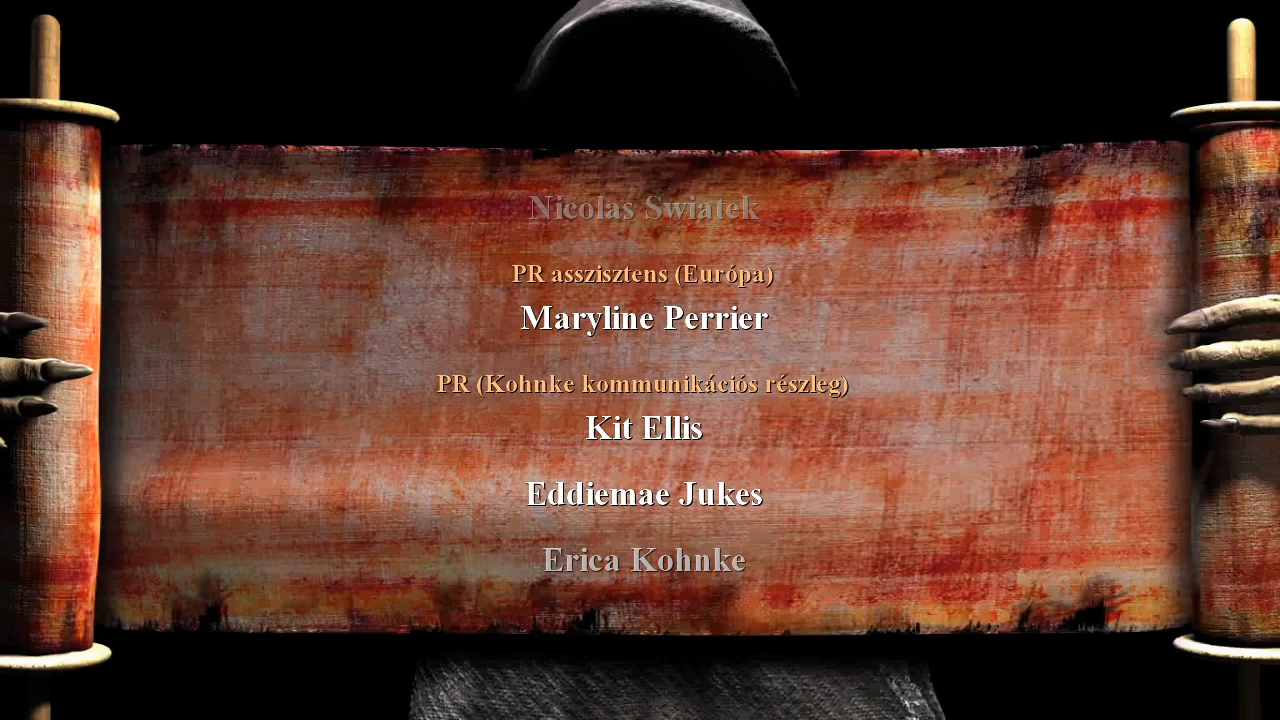 Nicolas Swiatek
PR asszisztens (Európa)
Maryline Perrier
PR (Kohnke kommunikációs részleg)
Kit Ellis
Eddiemae Jukes
Erica Kohnke